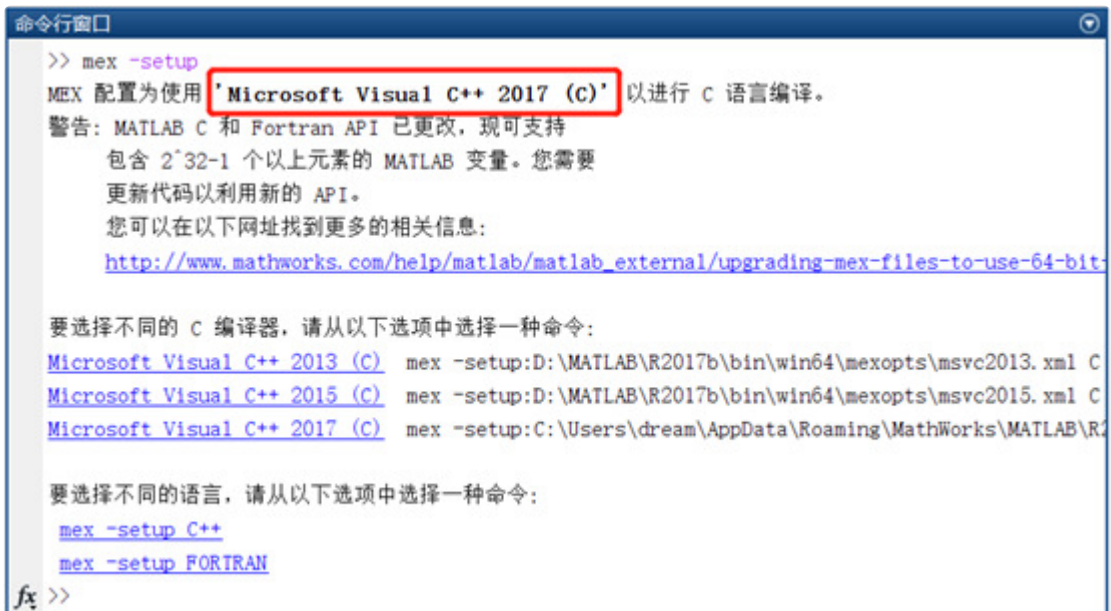 命令行窗口
>> mex -setup
MEX 配置为使用 'Microsoft Visual C++ 2017 (C)' 以进行 C 语言编译。
警告: MATLAB C 和 Fortran API 已更改，现可支持
包含 2^32-1 个以上元素的 MATLAB 变量。您需要
更新代码以利用新的 API。
您可以在以下网址找到更多的相关信息:
http://www.mathworks.com/help/matlab/matlab_external/upgrading-mex-files-to-use-64-bit-
要选择不同的 C 编译器，请从以下选项中选择一种命令:
Microsoft Visual C++ 2013 (C) mex -setup:D:\MATLAB\R2017b\bin\win64\mexopts\msvc2013.xml C
Microsoft Visual C++ 2015 (C) mex -setup:D:\MATLAB\R2017b\bin\win64\mexopts\msvc2015.xml C
Microsoft Visual C++ 2017 (C) mex -setup:C:\Users\dream\AppData\Roaming\MathWorks\MATLAB\R2
要选择不同的语言，请从以下选项中选择一种命令:
mex -setup C++
mex -setup FORTRAN
fx >>